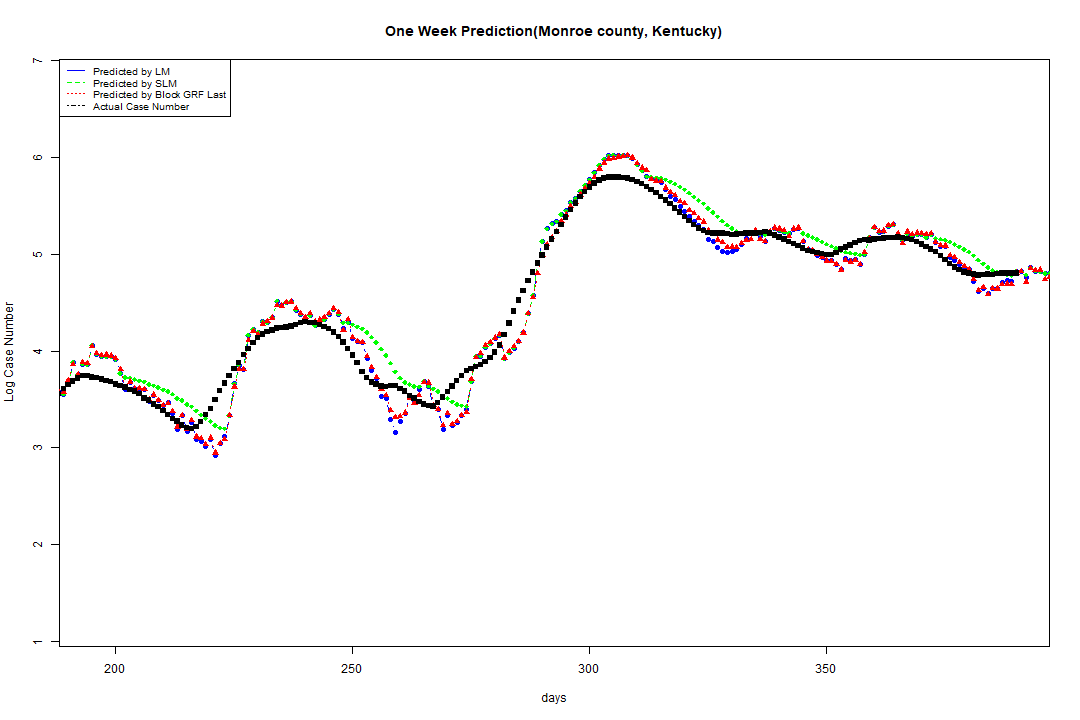 One Week Prediction(Monroe county, Kentucky)
7
Predicted by LM
Predicted by SLM
Predicted by Block GRF Last
Actual Case Number
6
5
4
3
2
1
Log Case Number
200
250
300
350
days